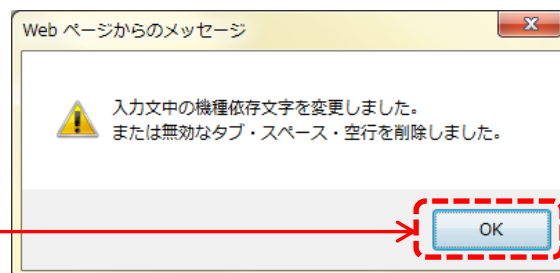 Web ページからのメッセージ
入力文中の機種依存文字を変更しました。
または無効なタブ・スペース・空行を削除しました。
OK